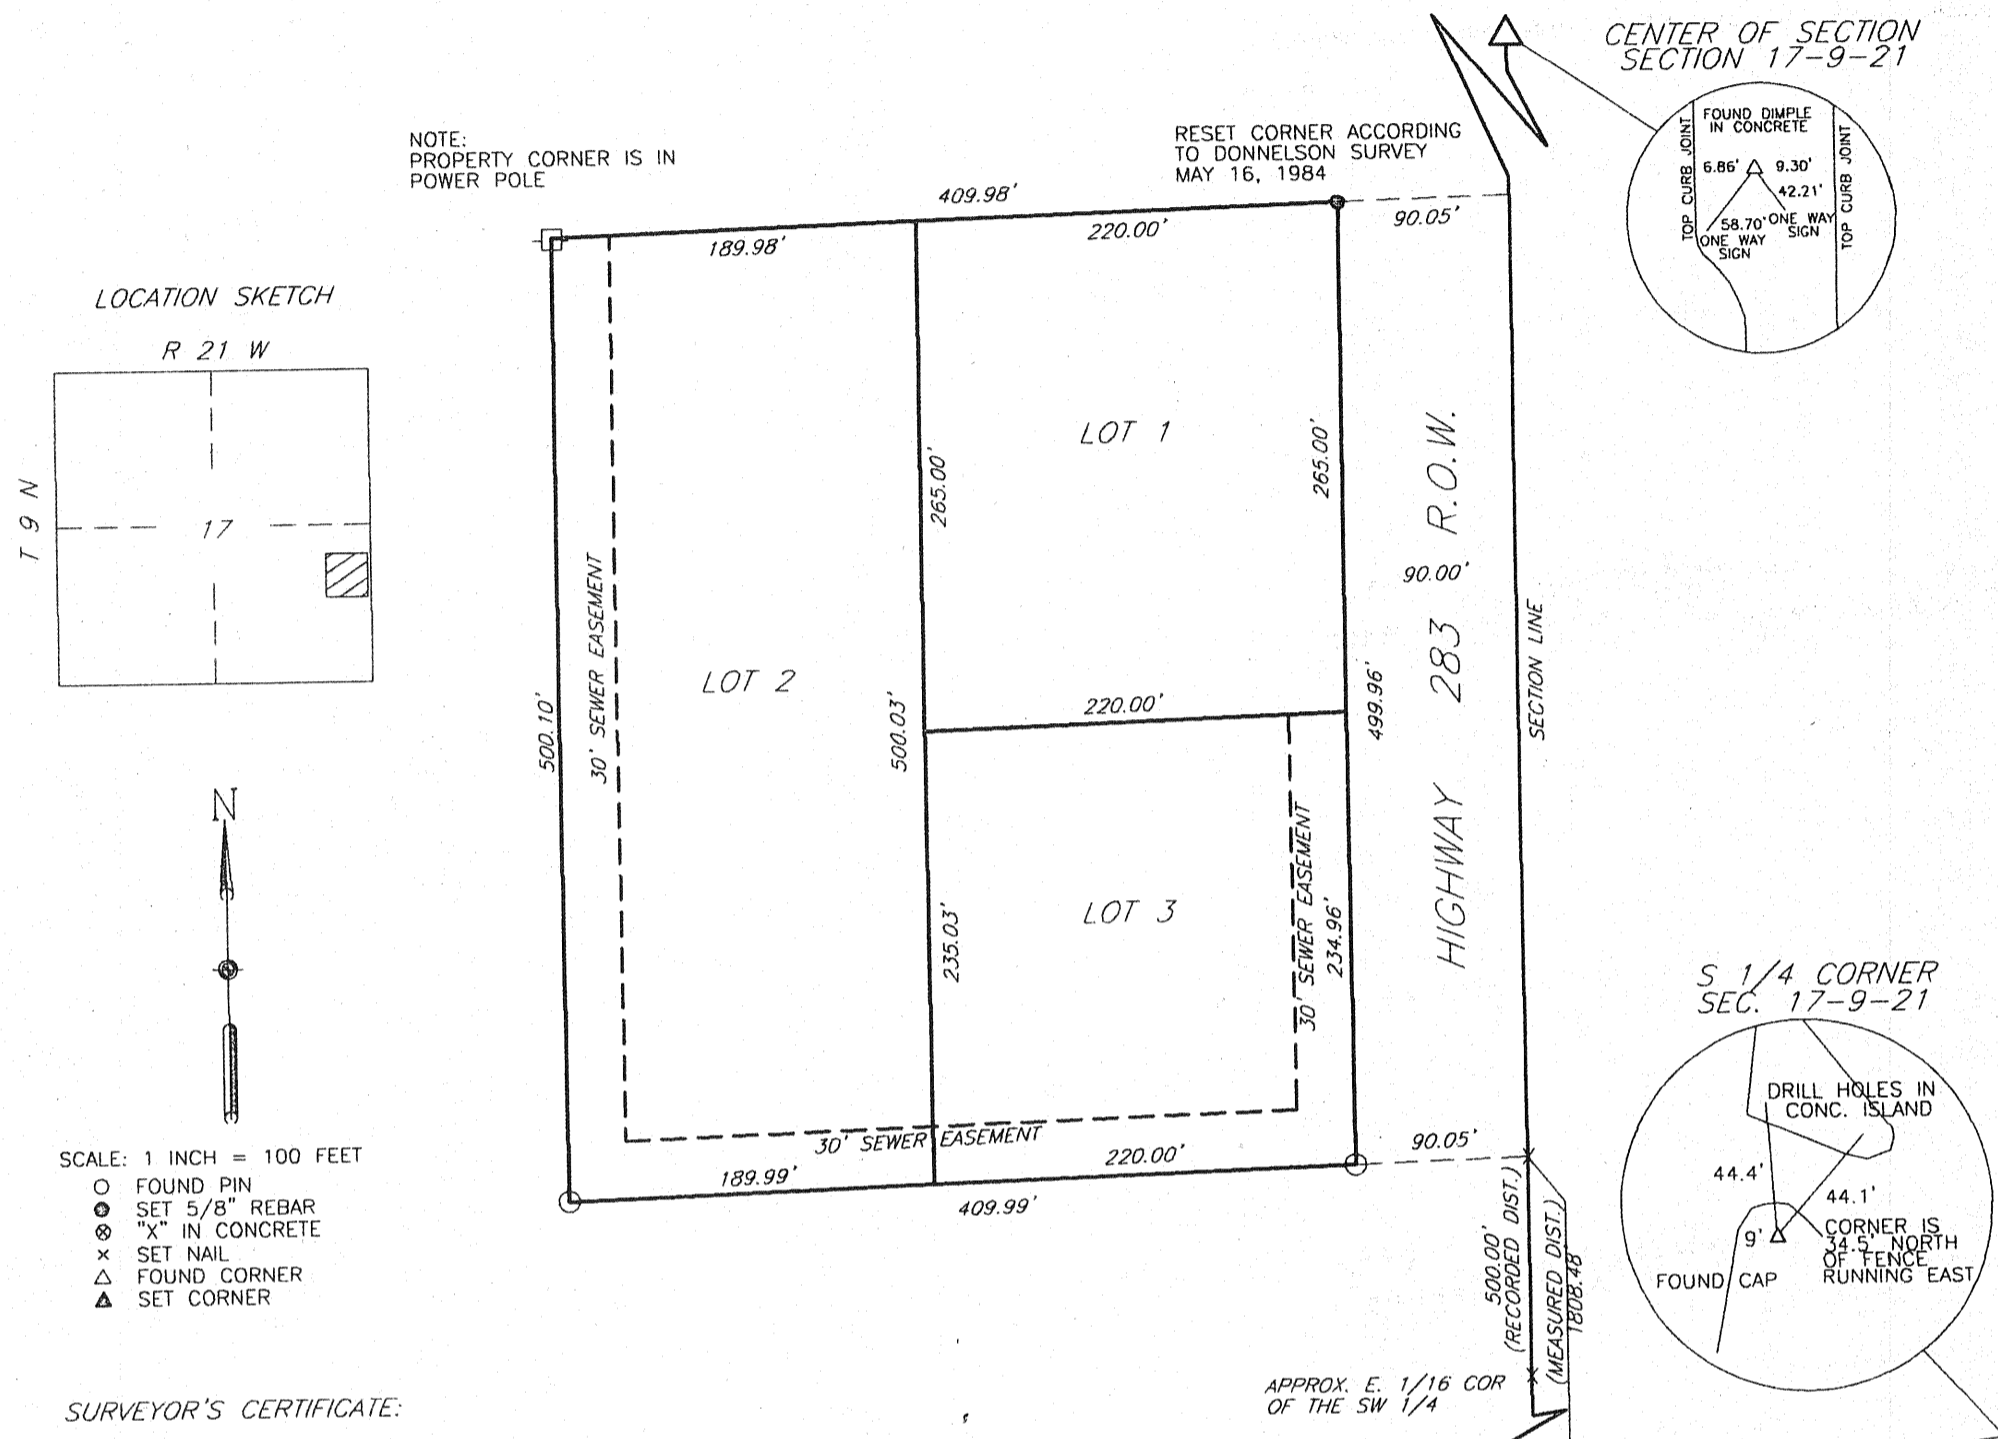 CENTER OF SECTION
SECTION 17-9-21
FOUND DIMPLE
IN CONCRETE
TOP CURB JOINT
6.86'
9.30'
42.21'
58.70'
ONE WAY
SIGN
ONE WAY
SIGN
TOP CURB JOINT
NOTE:
PROPERTY CORNER IS IN
POWER POLE
RESET CORNER ACCORDING
TO DONNELSON SURVEY
MAY 16, 1984
409.98'
189.98'
220.00'
90.05'
LOCATION SKETCH
R 21 W
T 9 N
17
LOT 1
265.00'
265.00'
HIGHWAY 283 R.O.W.
90.00'
SECTION LINE
30' SEWER EASEMENT
LOT 2
500.10'
500.03'
220.00'
499.96'
N
LOT 3
235.03'
30' SEWER EASEMENT
234.96'
30' SEWER EASEMENT
189.99'
220.00'
409.99'
90.05'
SCALE: 1 INCH = 100 FEET
FOUND PIN
SET 5/8" REBAR
"X" IN CONCRETE
SET NAIL
FOUND CORNER
SET CORNER
S 1/4 CORNER
SEC. 17-9-21
DRILL HOLES IN
CONC. ISLAND
44.4'
44.1'
9'
CORNER IS
34.5' NORTH
OF FENCE
RUNNING EAST
FOUND CAP
500.00'
(RECORDED DIST.)
(MEASURED DIST.)
1808.48'
APPROX. E. 1/16 COR
OF THE SW 1/4
SURVEYOR'S CERTIFICATE: